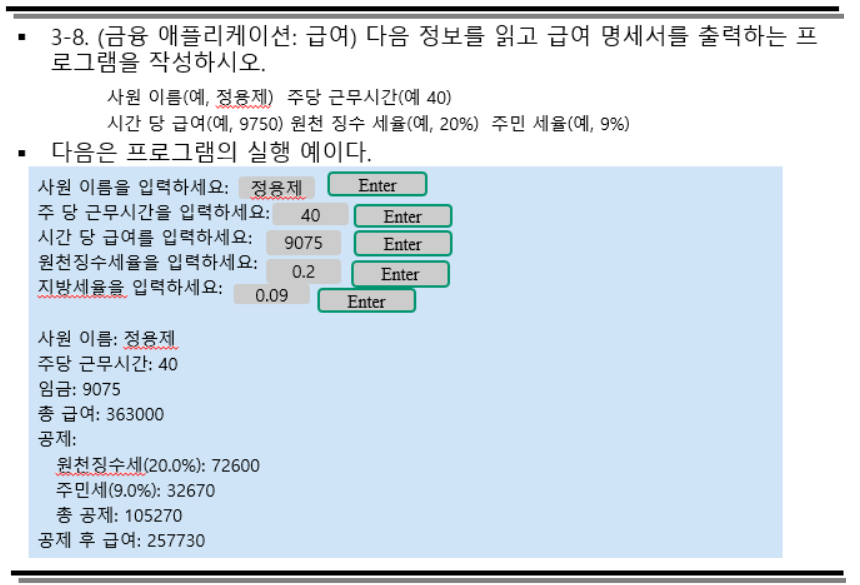 ▪ 3-8. (금융 애플리케이션: 급여) 다음 정보를 읽고 급여 명세서를 출력하는 프
로그램을 작성하시오.
사원 이름(예, 정용제) 주당 근무시간(예 40)
시간 당 급여(예, 9750) 원천 징수 세율(예, 20%) 주민 세율(예, 9%)
▪ 다음은 프로그램의 실행 예이다.
사원 이름을 입력하세요: 정용제 Enter
주 당 근무시간을 입력하세요: 40 Enter
시간 당 급여를 입력하세요: 9075 Enter
원천징수세율을 입력하세요: 0.2 Enter
지방세율을 입력하세요: 0.09 Enter
사원 이름: 정용제
주당 근무시간: 40
임금: 9075
총 급여: 363000
공제:
원천징수세(20.0%): 72600
주민세(9.0%): 32670
총 공제: 105270
공제 후 급여: 257730